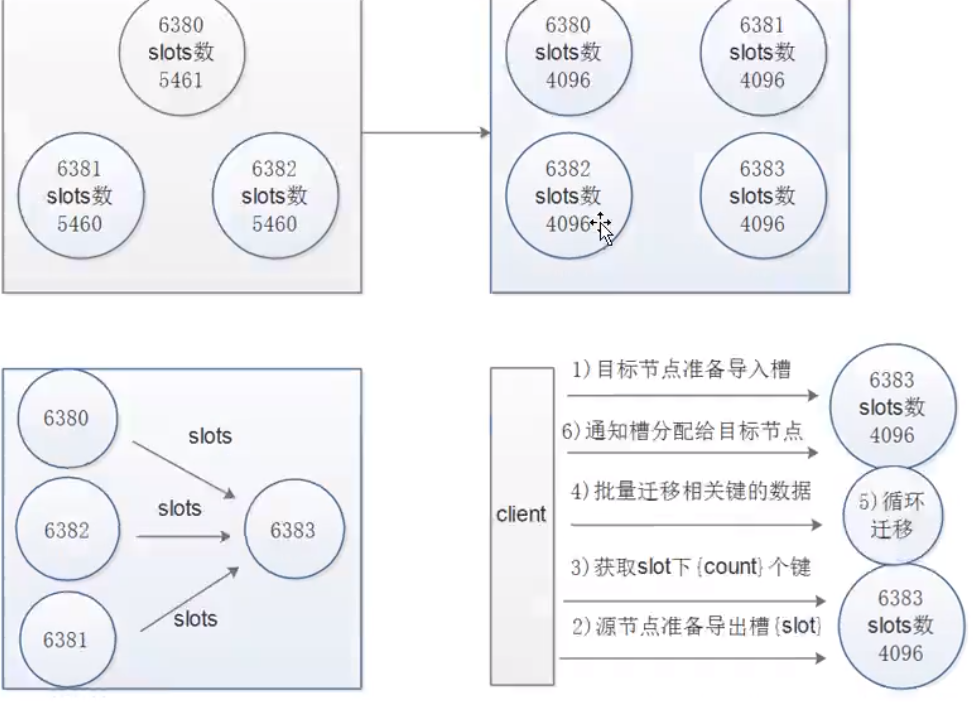 6380
slots数
5461
6381
slots数
5460
6382
slots数
5460
6380
slots数
4096
6381
slots数
4096
6382
slots数
4096
6383
slots数
4096
6380
6382
6381
slots
slots
slots
6383
client
1)目标节点准备导入槽
6)通知槽分配给目标节点
4)批量迁移相关键的数据
3)获取slot下{count}个键
2)源节点准备导出槽{slot}
6383
slots数
4096
5)循环
迁移
6383
slots数
4096